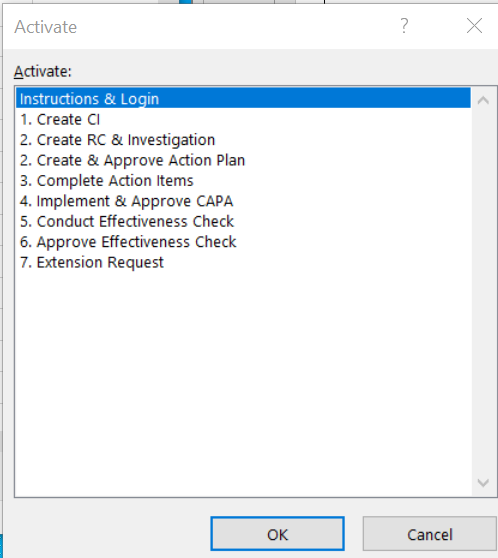 Activate
?
Activate:
Instructions & Login
1. Create CI
2. Create RC & Investigation
2. Create & Approve Action Plan
3. Complete Action Items
4. Implement & Approve CAPA
5. Conduct Effectiveness Check
6. Approve Effectiveness Check
7. Extension Request
OK
Cancel